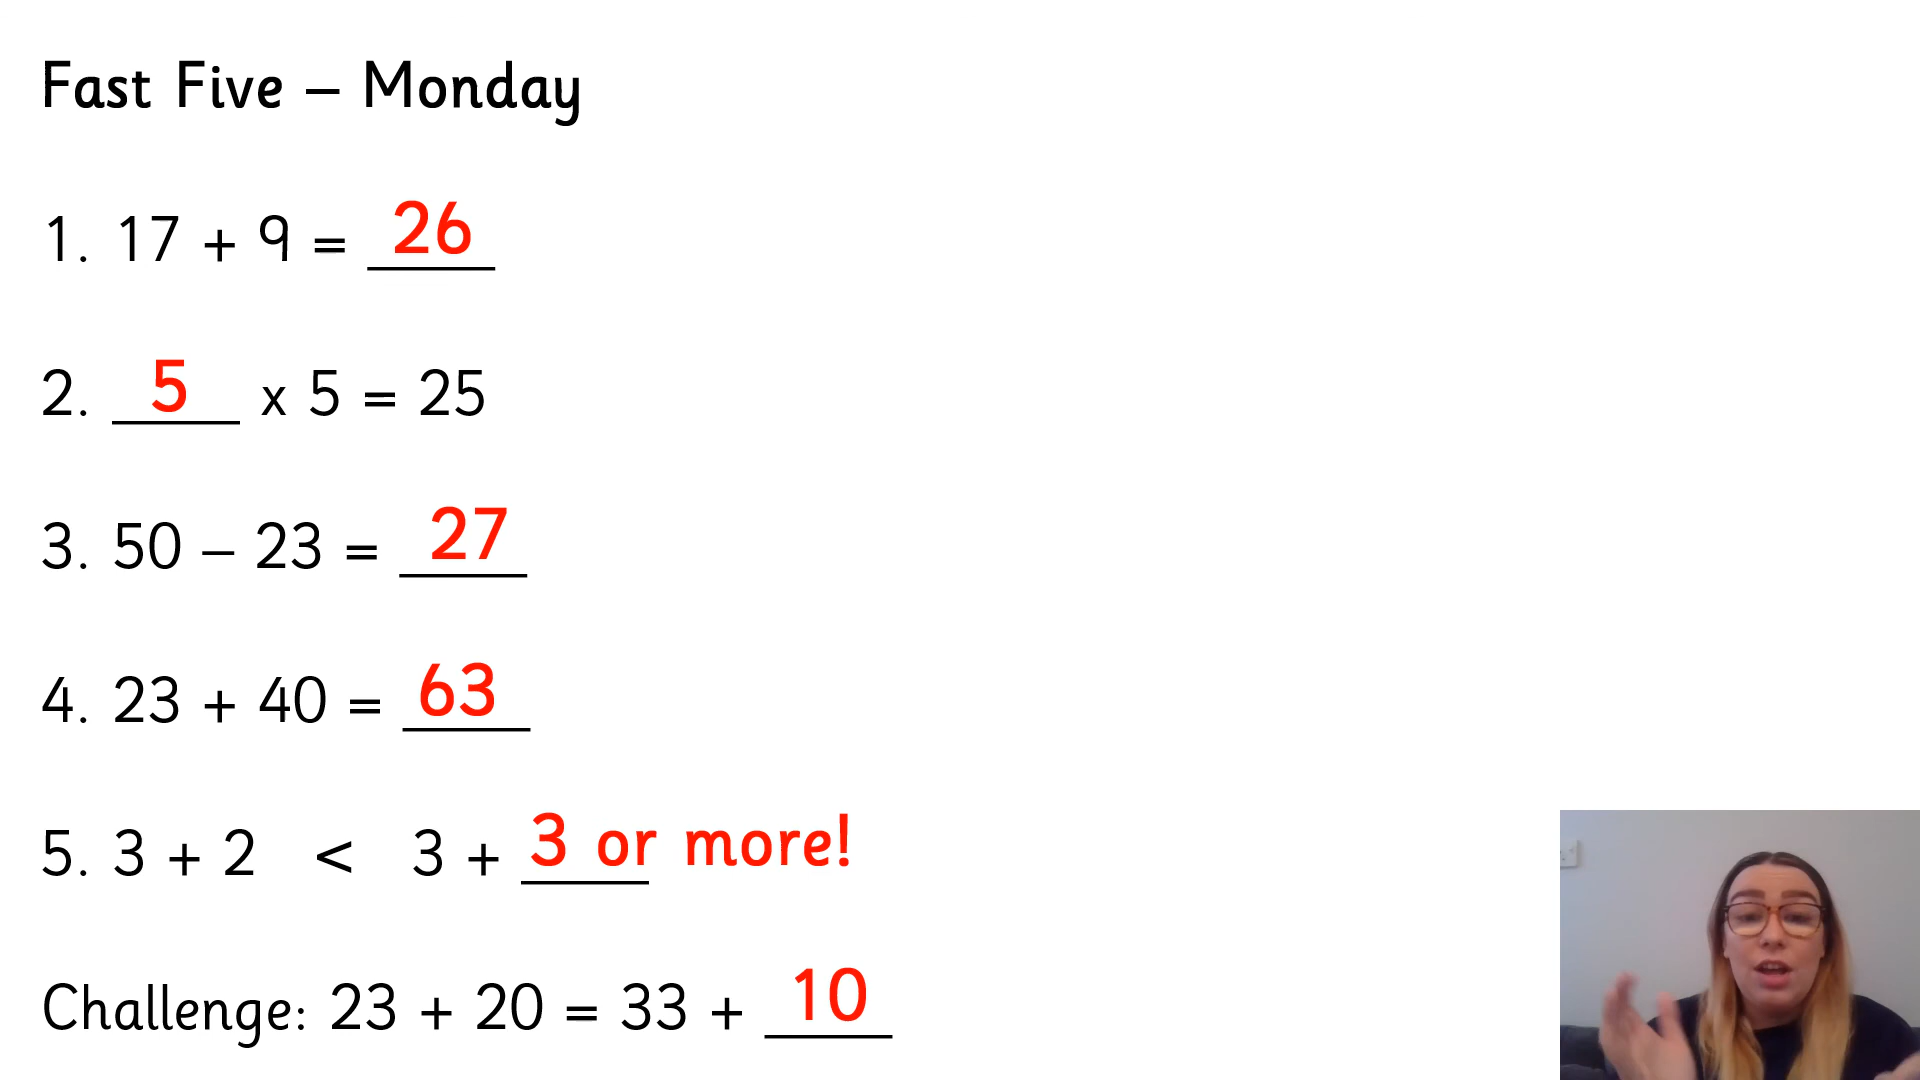 Fast Five – Monday
1. 17 + 9 = 26
2. 5 x 5 = 25
3. 50 – 23 = 27
4. 23 + 40 = 63
5. 3 + 2 < 3 + 3 or more!
Challenge: 23 + 20 = 33 + 10